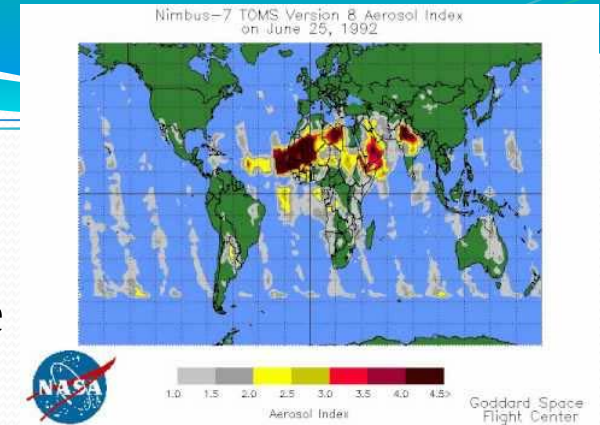 Nimbus-7 TOMS Version 8 Aerosol Index
on June 25, 1992
e
NASA
1.0 1.5 2.0 2.5 3.0 3.5 4.0 4.5>
Aerosol Index
Goddard Space
Flight Center